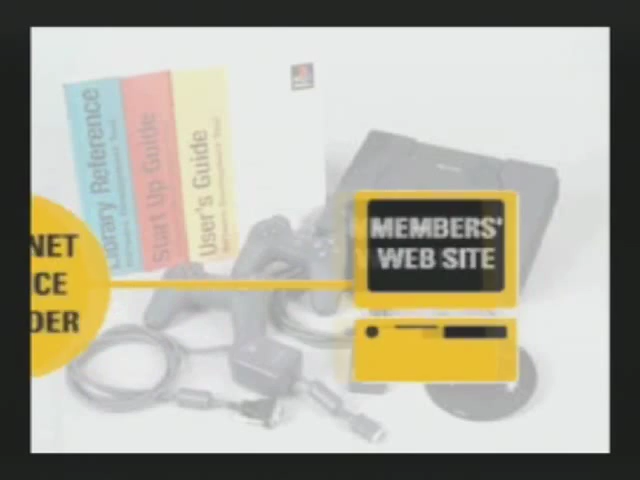 Library Reference
Start Up Guide
User's Guide
NET
CE
DER
MEMBERS'
WEB SITE